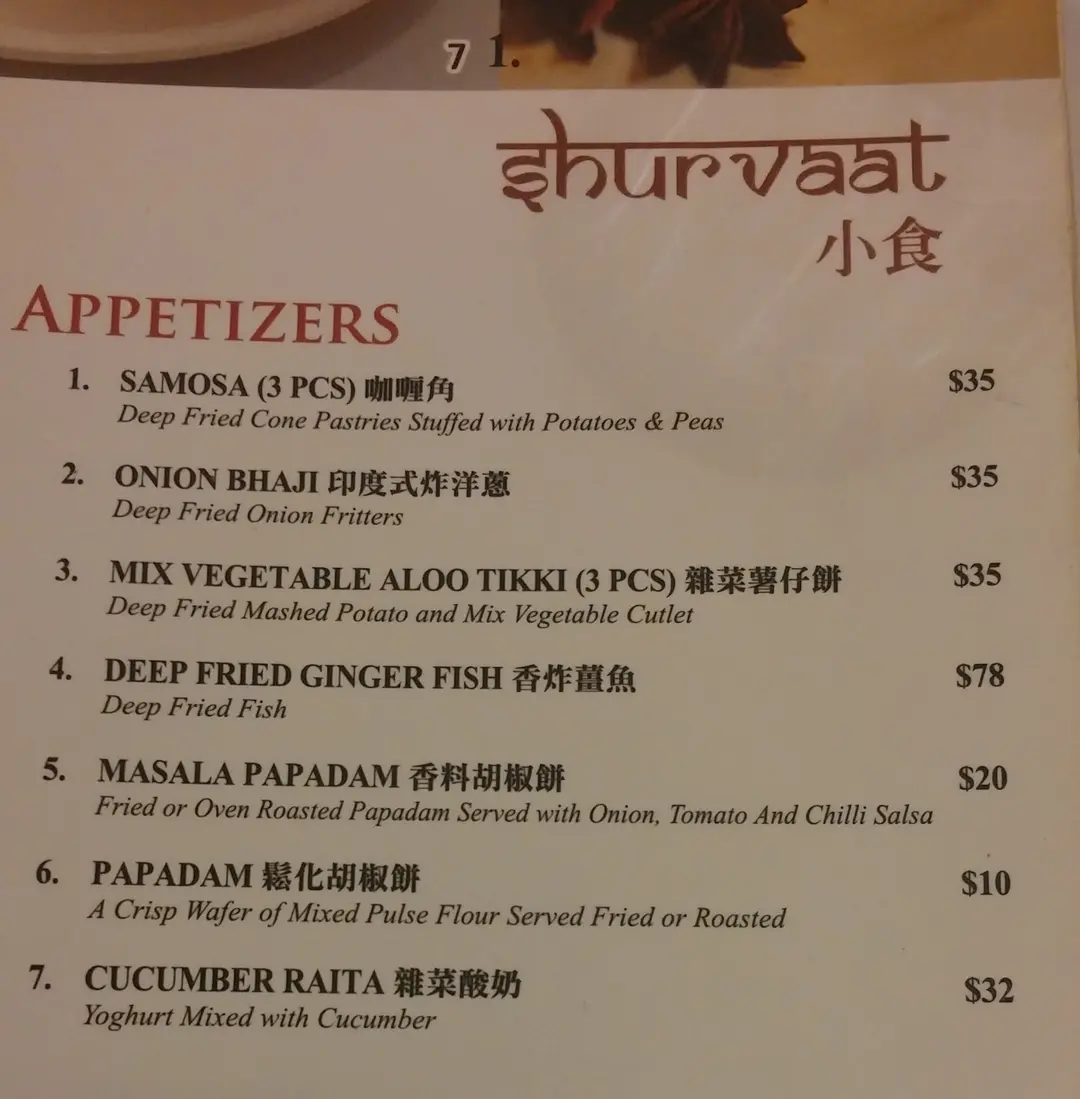 7 1.
shurvaat
小食
APPETIZERS
1. SAMOSA (3 PCS) 咖喱角 $35
Deep Fried Cone Pastries Stuffed with Potatoes & Peas
2. ONION BHAJI 印度式炸洋蔥 $35
Deep Fried Onion Fritters
3. MIX VEGETABLE ALOO TIKKI (3 PCS) 雜菜薯仔餅 $35
Deep Fried Mashed Potato and Mix Vegetable Cutlet
4. DEEP FRIED GINGER FISH 香炸薑魚 $78
Deep Fried Fish
5. MASALA PAPADAM 香料胡椒餅 $20
Fried or Oven Roasted Papadam Served with Onion, Tomato And Chilli Salsa
6. PAPADAM 鬆化胡椒餅 $10
A Crisp Wafer of Mixed Pulse Flour Served Fried or Roasted
7. CUCUMBER RAITA 雜菜酸奶 $32
Yoghurt Mixed with Cucumber